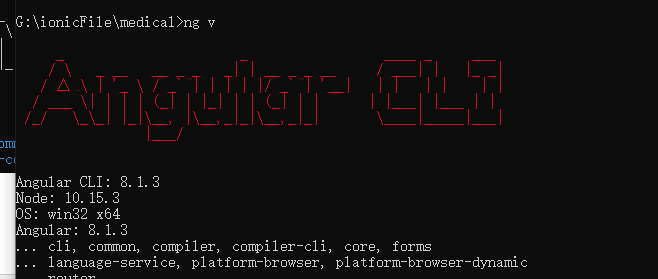 G:\ionicFile\medical>ng v
Angular CLI
Angular CLI: 8.1.3
Node: 10.15.3
OS: win32 x64
Angular: 8.1.3
... cli, common, compiler, compiler-cli, core, forms
... language-service, platform-browser, platform-browser-dynamic
... router